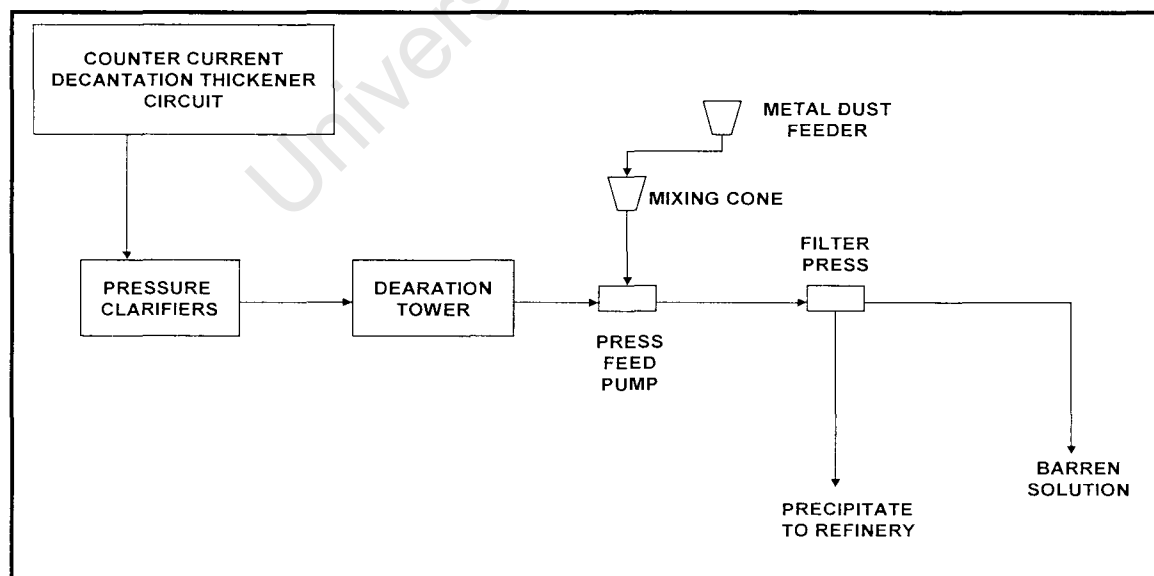 Univers
COUNTER CURRENT
DECANTATION THICKENER
CIRCUIT
METAL DUST
FEEDER
MIXING CONE
FILTER
PRESS
PRESSURE
CLARIFIERS
DEARATION
TOWER
PRESS
FEED
PUMP
BARREN
SOLUTION
PRECIPITATE
TO REFINERY